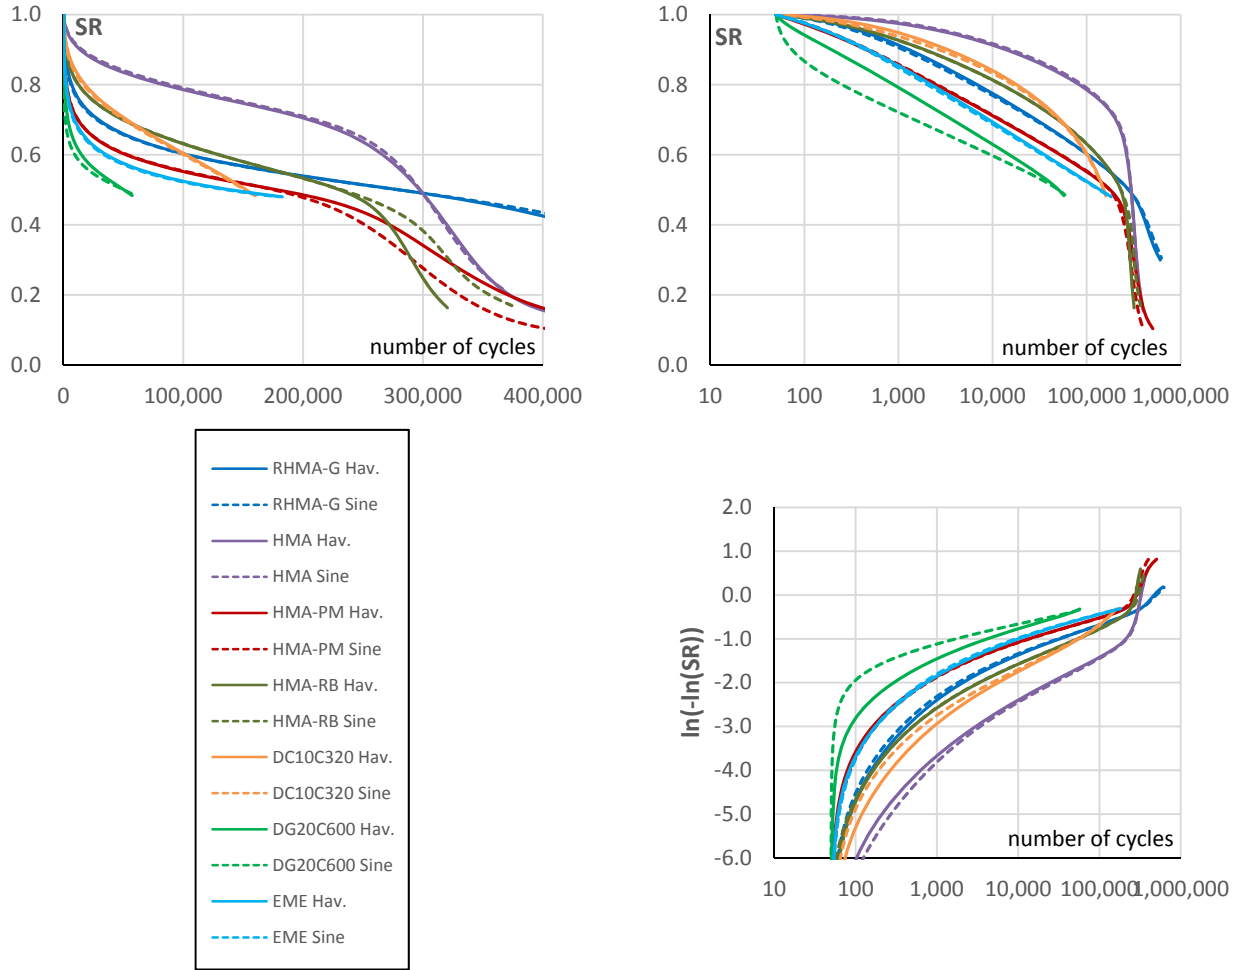 1.0
SR
0.8
0.6
0.4
0.2
number of cycles
0.0
0 100,000 200,000 300,000 400,000
1.0
SR
0.8
0.6
0.4
0.2
number of cycles
0.0
10 100 1,000 10,000 100,000 1,000,000
RHMA-G Hav.
RHMA-G Sine
HMA Hav.
HMA Sine
HMA-PM Hav.
HMA-PM Sine
HMA-RB Hav.
HMA-RB Sine
DC10C320 Hav.
DC10C320 Sine
DG20C600 Hav.
DG20C600 Sine
EME Hav.
EME Sine
2.0
1.0
0.0
-1.0
-2.0
-3.0
-4.0
-5.0
-6.0
ln(-ln(SR))
number of cycles
10 100 1,000 10,000 100,000 1,000,000